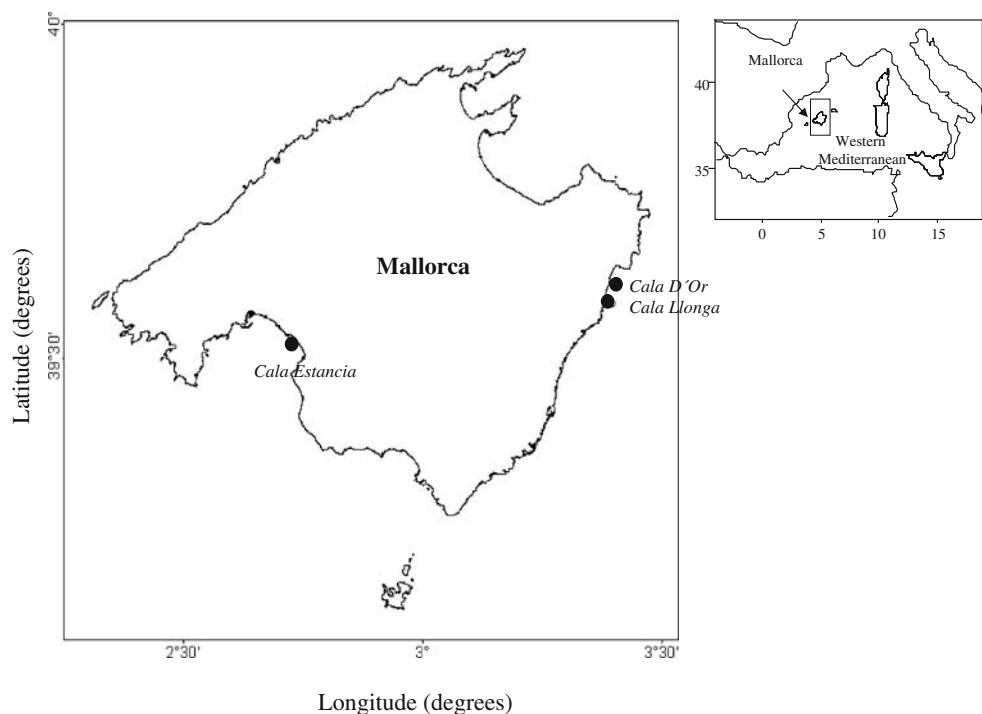 40°
39°30'
Latitude (degrees)
Mallorca
Cala D´Or
Cala Llonga
Cala Estancia
2°30'
3°
3°30'
Longitude (degrees)
Mallorca
40
35
Western
Mediterranean
0
5
10
15